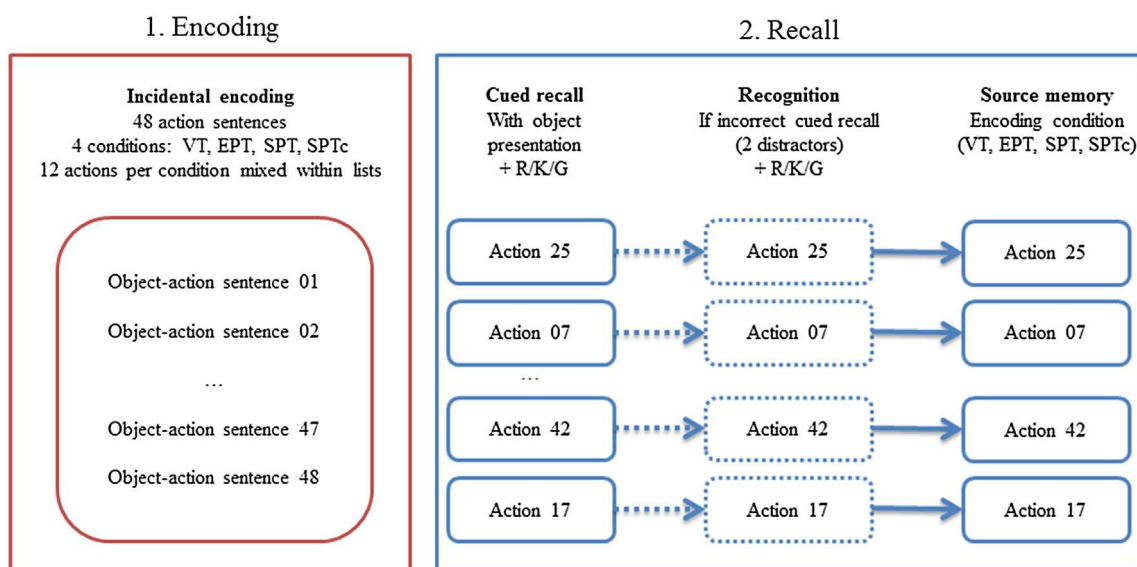 1. Encoding
Incidental encoding
48 action sentences
4 conditions: VT, EPT, SPT, SPTc
12 actions per condition mixed within lists
Object-action sentence 01
Object-action sentence 02
...
Object-action sentence 47
Object-action sentence 48
2. Recall
Cued recall
With object
presentation
+ R/K/G
Recognition
If incorrect cued recall
(2 distractors)
+ R/K/G
Source memory
Encoding condition
(VT, EPT, SPT, SPTc)
Action 25
Action 25
Action 25
Action 07
Action 07
Action 07
...
Action 42
Action 42
Action 42
Action 17
Action 17
Action 17